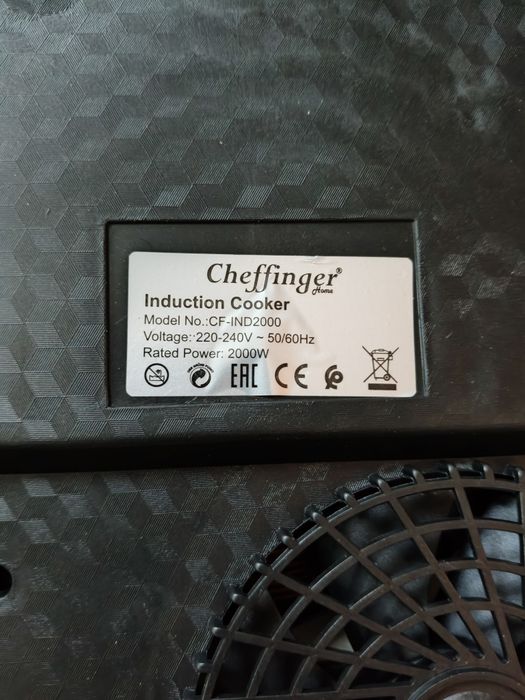 Cheffinger®
Home
Induction Cooker
Model No.:CF-IND2000
Voltage: 220-240V ~ 50/60Hz
Rated Power: 2000W
EAC CE